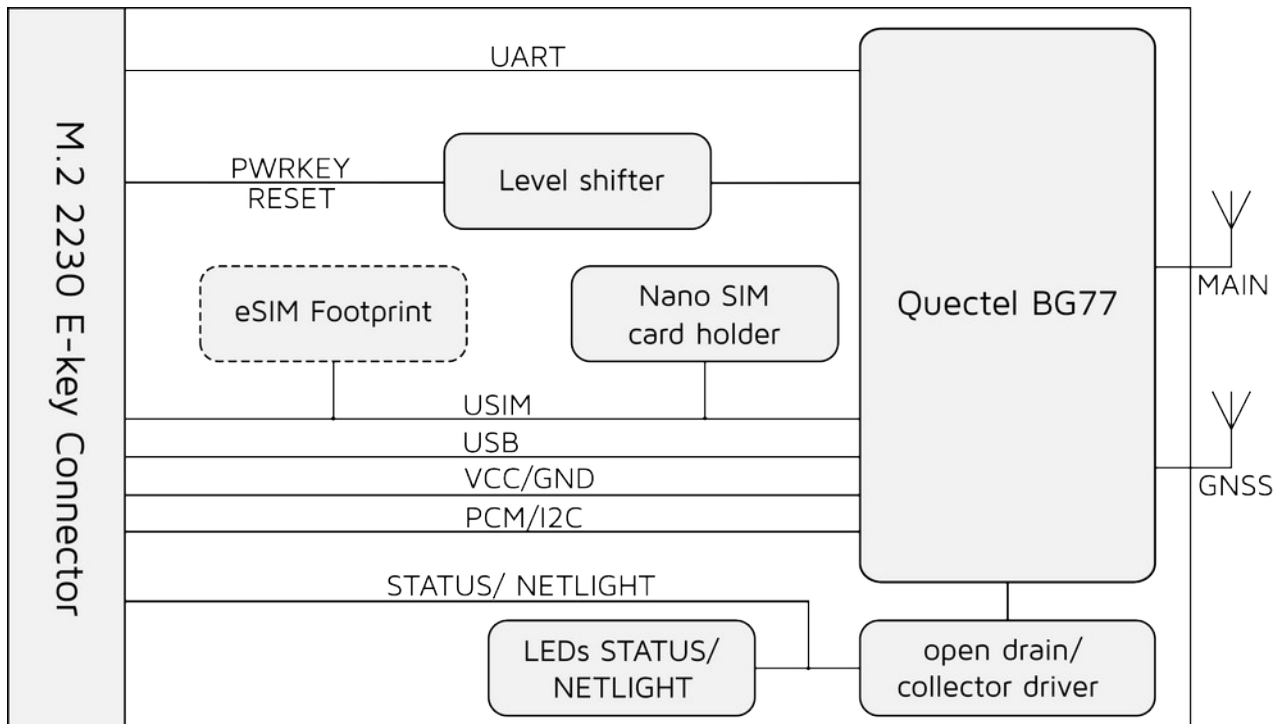 M.2 2230 E-key Connector
UART
PWRKEY
RESET
Level shifter
eSIM Footprint
Nano SIM
card holder
Quectel BG77
MAIN
USIM
USB
VCC/GND
GNSS
PCM/I2C
STATUS/ NETLIGHT
LEDs STATUS/
NETLIGHT
open drain/
collector driver